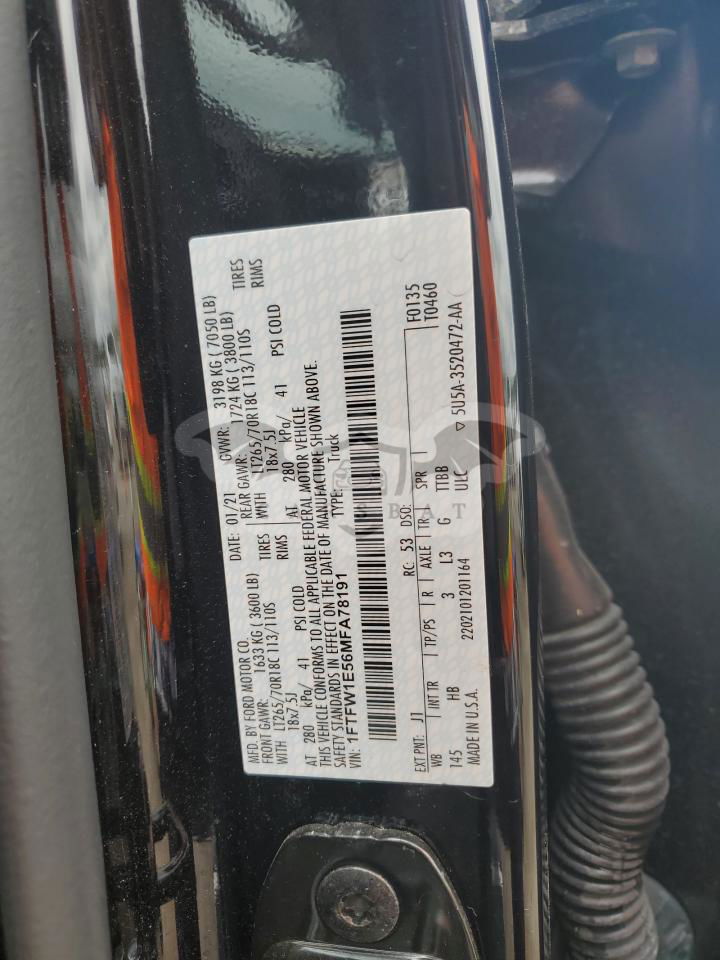 MFD. BY FORD MOTOR CO. DATE: 01/21 GVWR: 3198 KG ( 7050 LB)
FRONT GAWR: 1633 KG ( 3600 LB) REAR GAWR: 1724 KG ( 3800 LB)
WITH LT265/70R18C 113/110S TIRES WITH LT265/70R18C 113/110S TIRES
18x7.5J RIMS 18x7.5J RIMS
AT 280 kPa/ 41 PSI COLD AT 280 kPa/ 41 PSI COLD
THIS VEHICLE CONFORMS TO ALL APPLICABLE FEDERAL MOTOR VEHICLE
SAFETY STANDARDS IN EFFECT ON THE DATE OF MANUFACTURE SHOWN ABOVE.
VIN: 1FTFW1E56MFA78191 TYPE: Truck
F0135
T0460
EXT PNT: J1 RC: 53 DSO:
WB INT TR TP/PS R AXLE TR SPR
145 HB 3 L3 G TTBB
MADE IN U.S.A. 2202101201164 ULC ▽ 5U5A-3520472-AA
SBAT